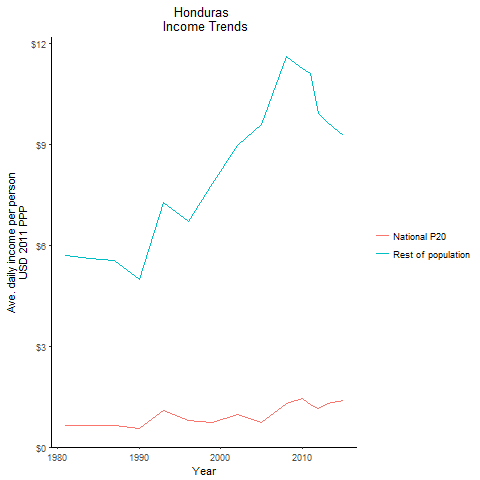 Honduras
Income Trends
Ave. daily income per person
USD 2011 PPP
$12
$9
$6
$3
$0
1980
1990
2000
2010
Year
National P20
Rest of population